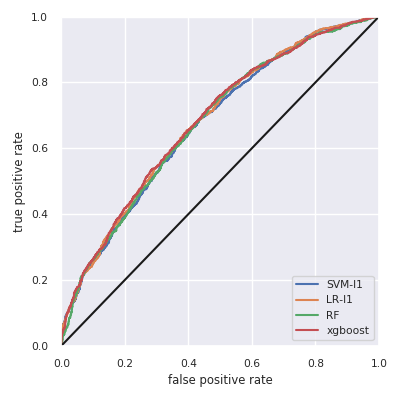 1.0
0.8
0.6
0.4
0.2
0.0
true positive rate
0.0 0.2 0.4 0.6 0.8 1.0
false positive rate
SVM-l1
LR-l1
RF
xgboost